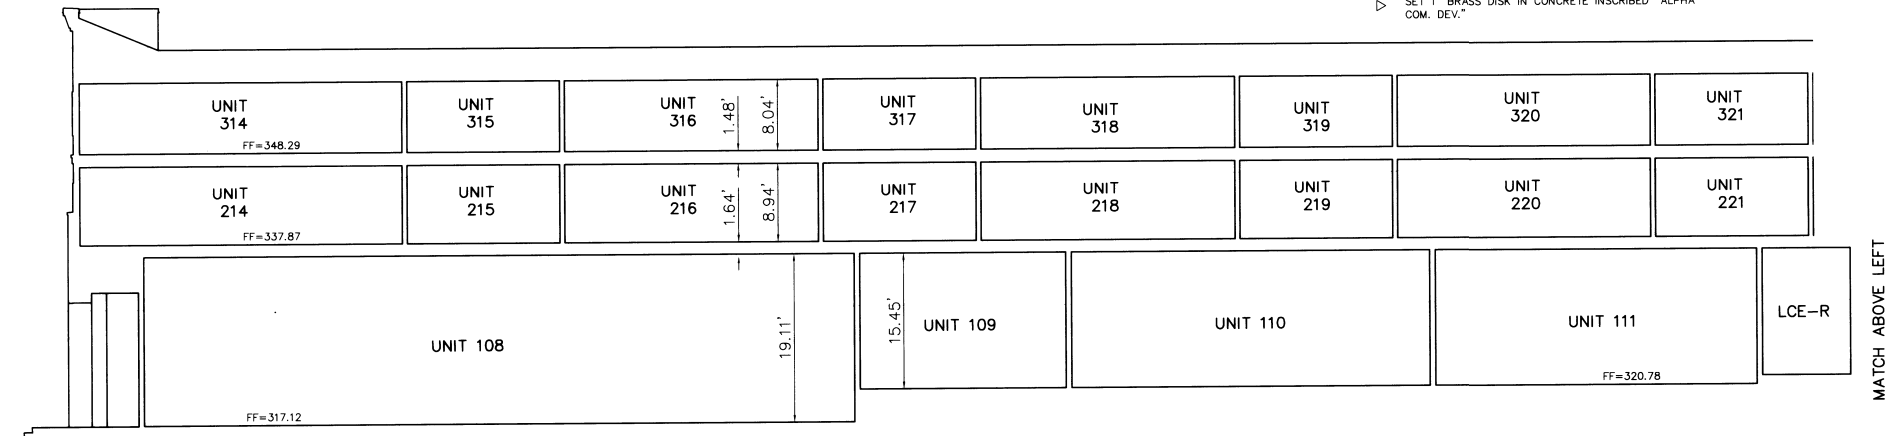 SET 1" BRASS DISK IN CONCRETE INSCRIBED "ALPHA
COM. DEV."
UNIT
314
FF=348.29
UNIT
315
UNIT
316
1.48'
8.04'
UNIT
317
UNIT
318
UNIT
319
UNIT
320
UNIT
321
UNIT
214
FF=337.87
UNIT
215
UNIT
216
1.64'
8.94'
UNIT
217
UNIT
218
UNIT
219
UNIT
220
UNIT
221
UNIT 108
FF=317.12
19.11'
15.45'
UNIT 109
UNIT 110
UNIT 111
FF=320.78
LCE-R
MATCH ABOVE LEFT